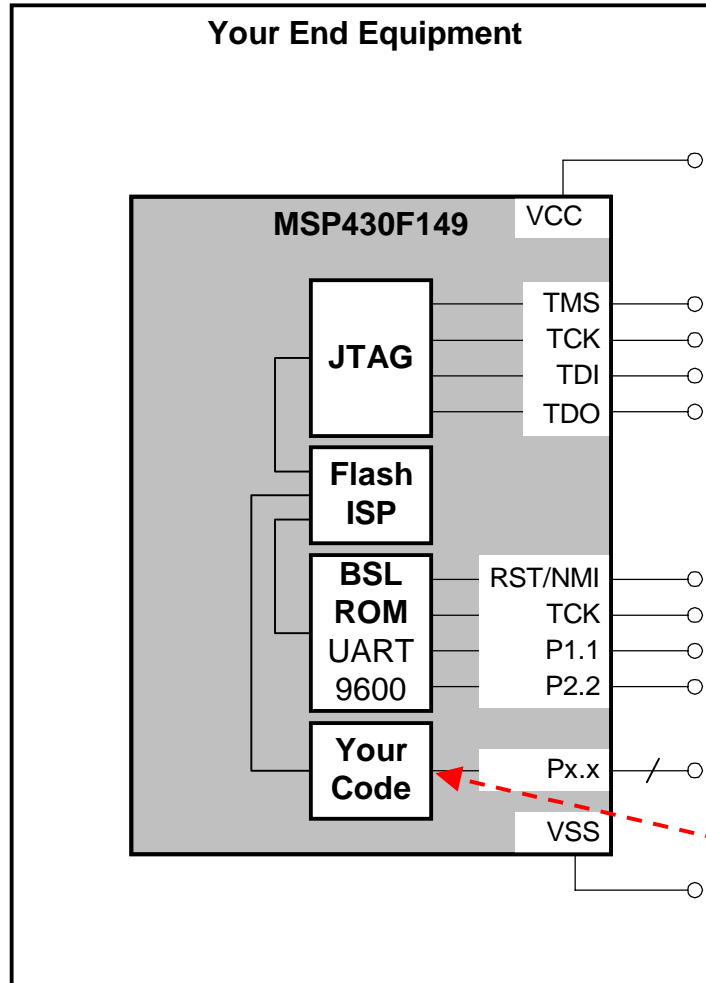 Your End Equipment
VCC
MSP430F149
TMS
JTAG
TCK
TDI
TDO
Flash
ISP
BSL
ROM
UART
9600
RST/NMI
TCK
P1.1
P2.2
Your
Code
Px.x
VSS